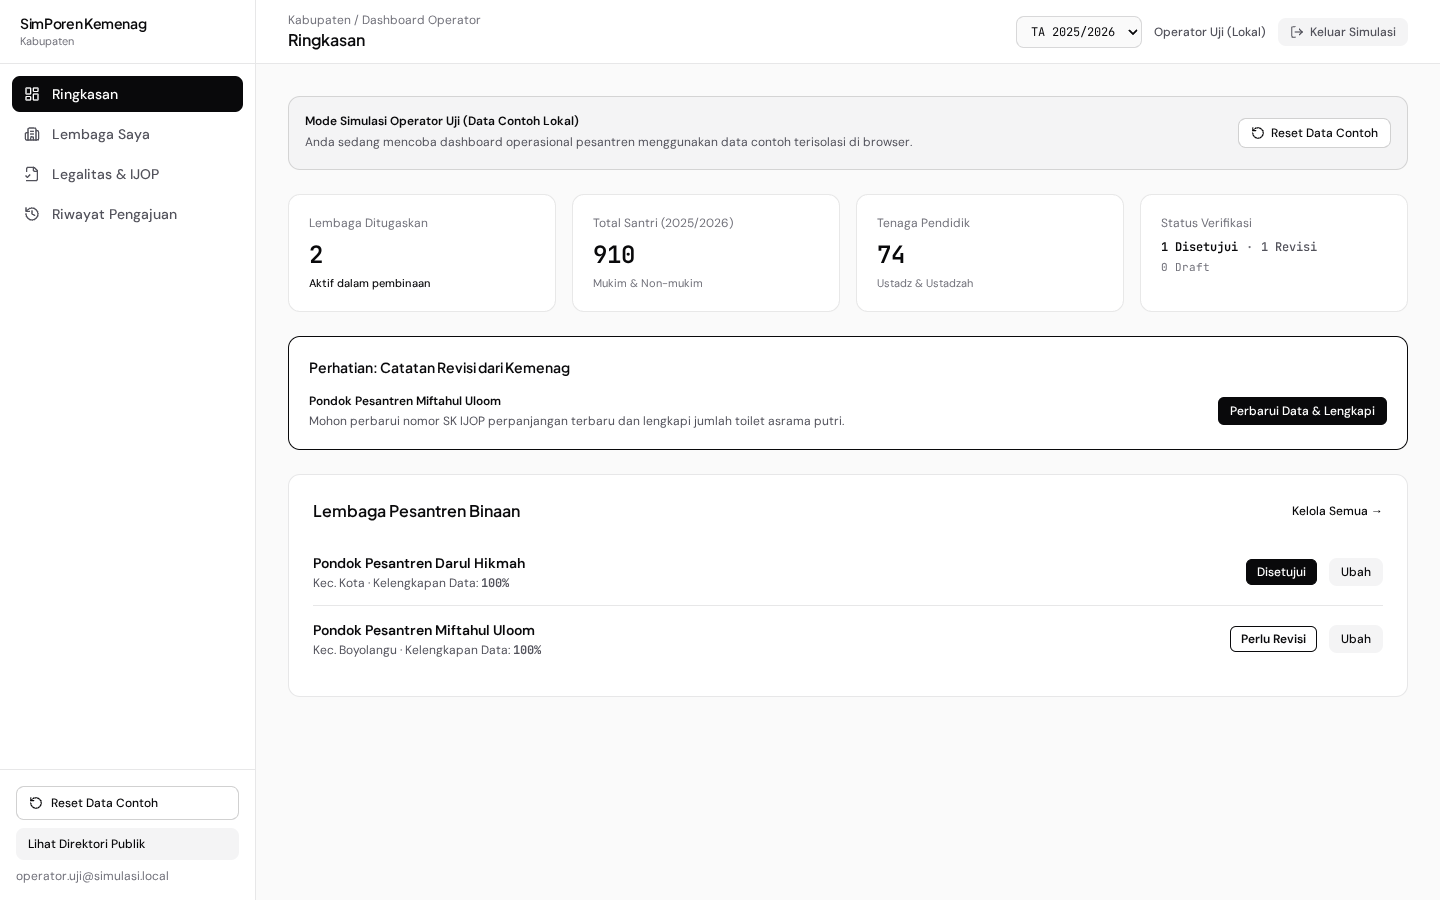 SimPoren Kemenag
Kabupaten
Ringkasan
Lembaga Saya
Legalitas & IJOP
Riwayat Pengajuan
Reset Data Contoh
Lihat Direktori Publik
operator.uji@simulasi.local
Kabupaten / Dashboard Operator
Ringkasan
TA 2025/2026
Operator Uji (Lokal)
Keluar Simulasi
Mode Simulasi Operator Uji (Data Contoh Lokal)
Anda sedang mencoba dashboard operasional pesantren menggunakan data contoh terisolasi di browser.
Reset Data Contoh
Lembaga Ditugaskan
2
Aktif dalam pembinaan
Total Santri (2025/2026)
910
Mukim & Non-mukim
Tenaga Pendidik
74
Ustadz & Ustadzah
Status Verifikasi
1 Disetujui · 1 Revisi
0 Draft
Perhatian: Catatan Revisi dari Kemenag
Pondok Pesantren Miftahul Uloom
Mohon perbarui nomor SK IJOP perpanjangan terbaru dan lengkapi jumlah toilet asrama putri.
Perbarui Data & Lengkapi
Lembaga Pesantren Binaan
Kelola Semua →
Pondok Pesantren Darul Hikmah
Kec. Kota · Kelengkapan Data: 100%
Disetujui
Ubah
Pondok Pesantren Miftahul Uloom
Kec. Boyolangu · Kelengkapan Data: 100%
Perlu Revisi
Ubah